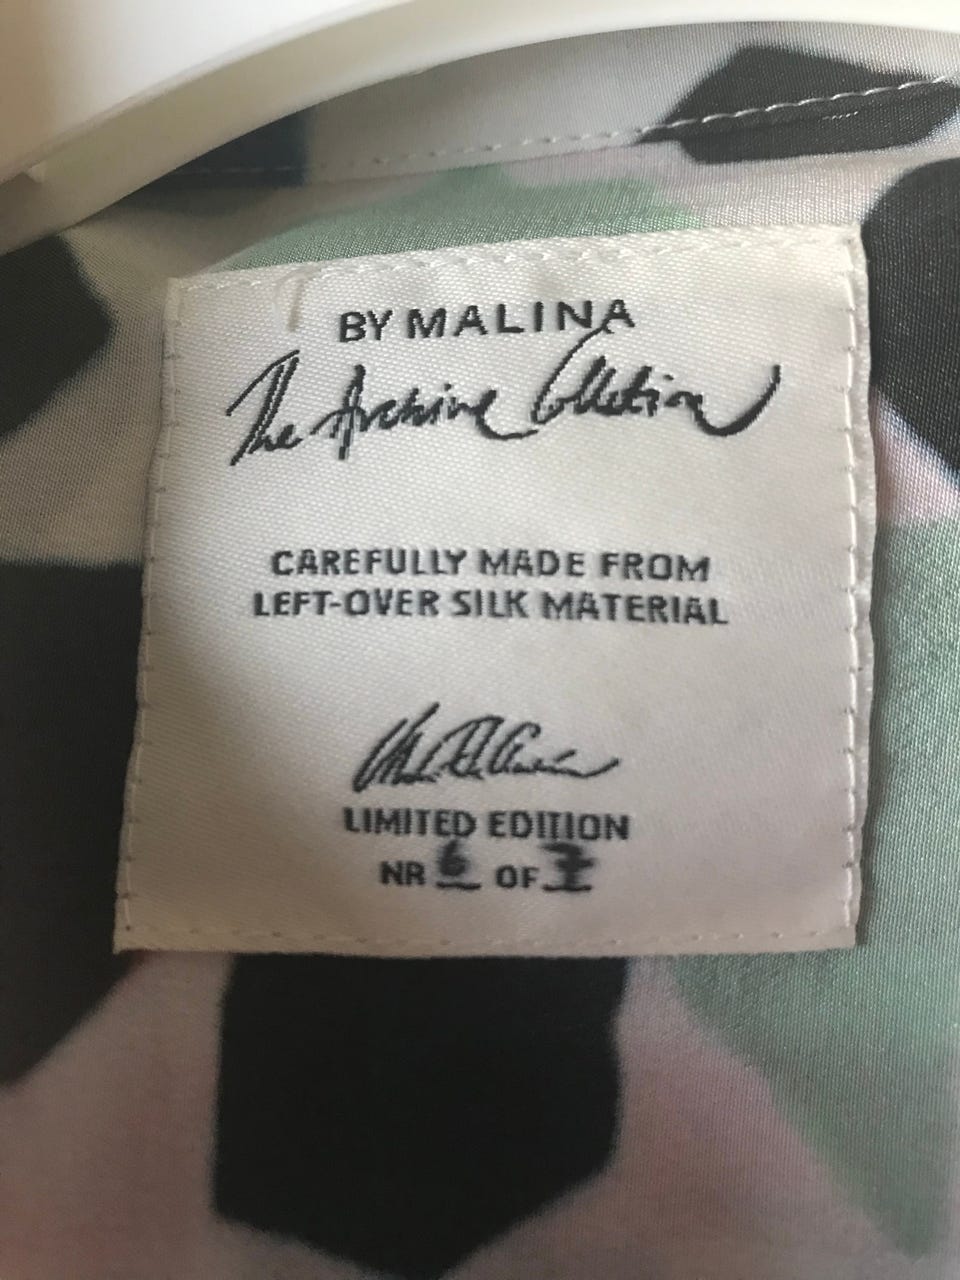 BY MALINA
The Archive Collection
CAREFULLY MADE FROM
LEFT-OVER SILK MATERIAL
LIMITED EDITION
NR 6 OF 7